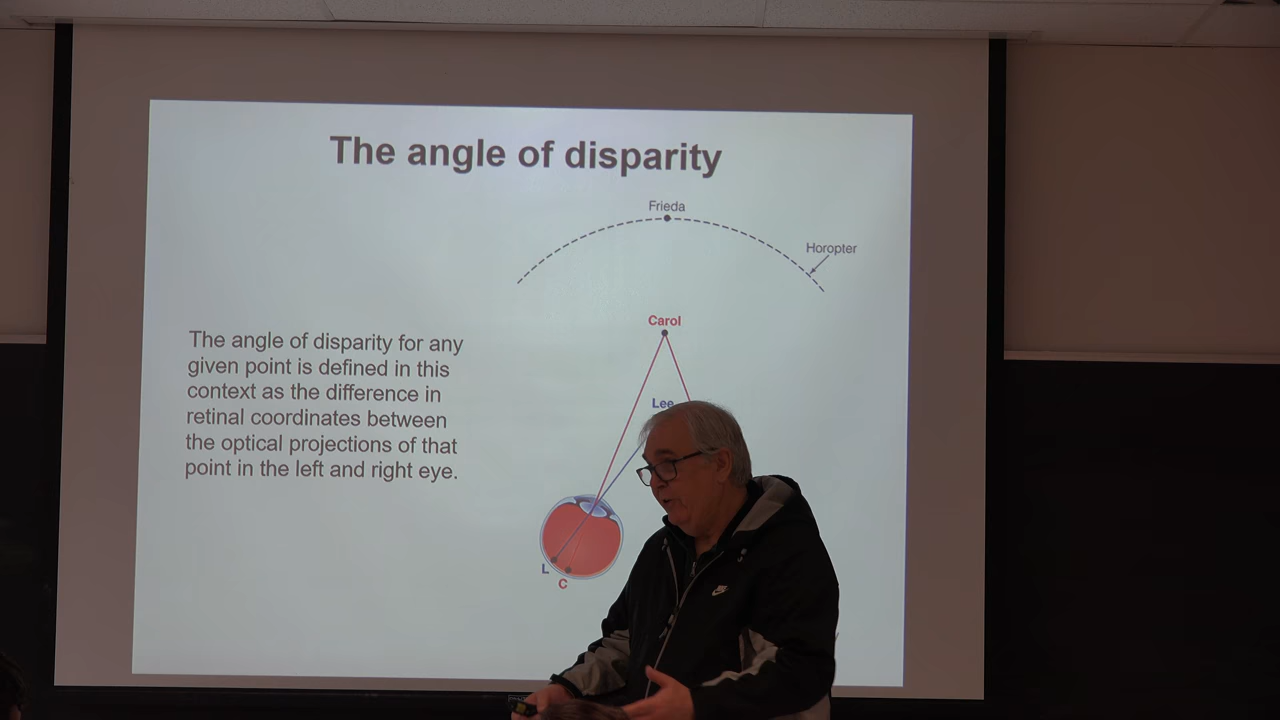 The angle of disparity
Frieda
Horopter
Carol
The angle of disparity for any
given point is defined in this
context as the difference in
retinal coordinates between
the optical projections of that
point in the left and right eye.
Lee
L
C